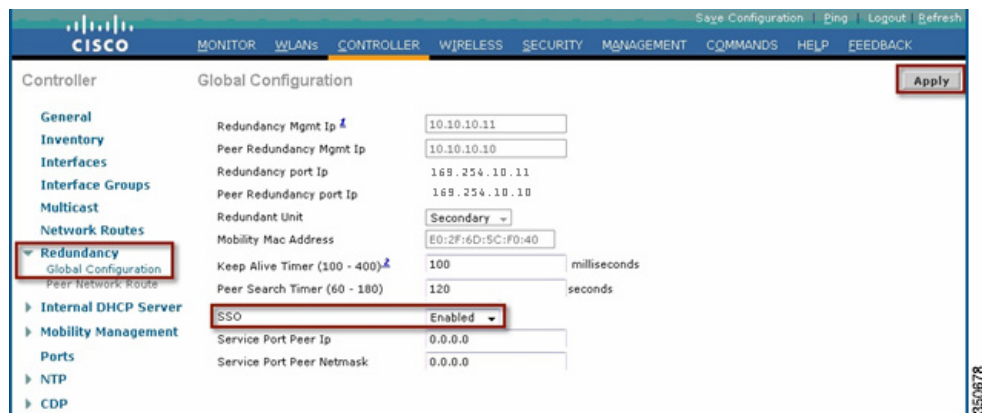 Save Configuration | Ping | Logout | Refresh
CISCO MONITOR WLANs CONTROLLER WIRELESS SECURITY MANAGEMENT COMMANDS HELP FEEDBACK
Controller
General
Inventory
Interfaces
Interface Groups
Multicast
Network Routes
Redundancy
Global Configuration
Peer Network Route
Internal DHCP Server
Mobility Management
Ports
NTP
CDP
Global Configuration
Apply
Redundancy Mgmt Ip 1 10.10.10.11
Peer Redundancy Mgmt Ip 10.10.10.10
Redundancy port Ip 169.254.10.11
Peer Redundancy port Ip 169.254.10.10
Redundant Unit Secondary
Mobility Mac Address E0:2F:6D:5C:F0:40
Keep Alive Timer (100 - 400) 2 100 milliseconds
Peer Search Timer (60 - 180) 120 seconds
SSO Enabled
Service Port Peer Ip 0.0.0.0
Service Port Peer Netmask 0.0.0.0
350678